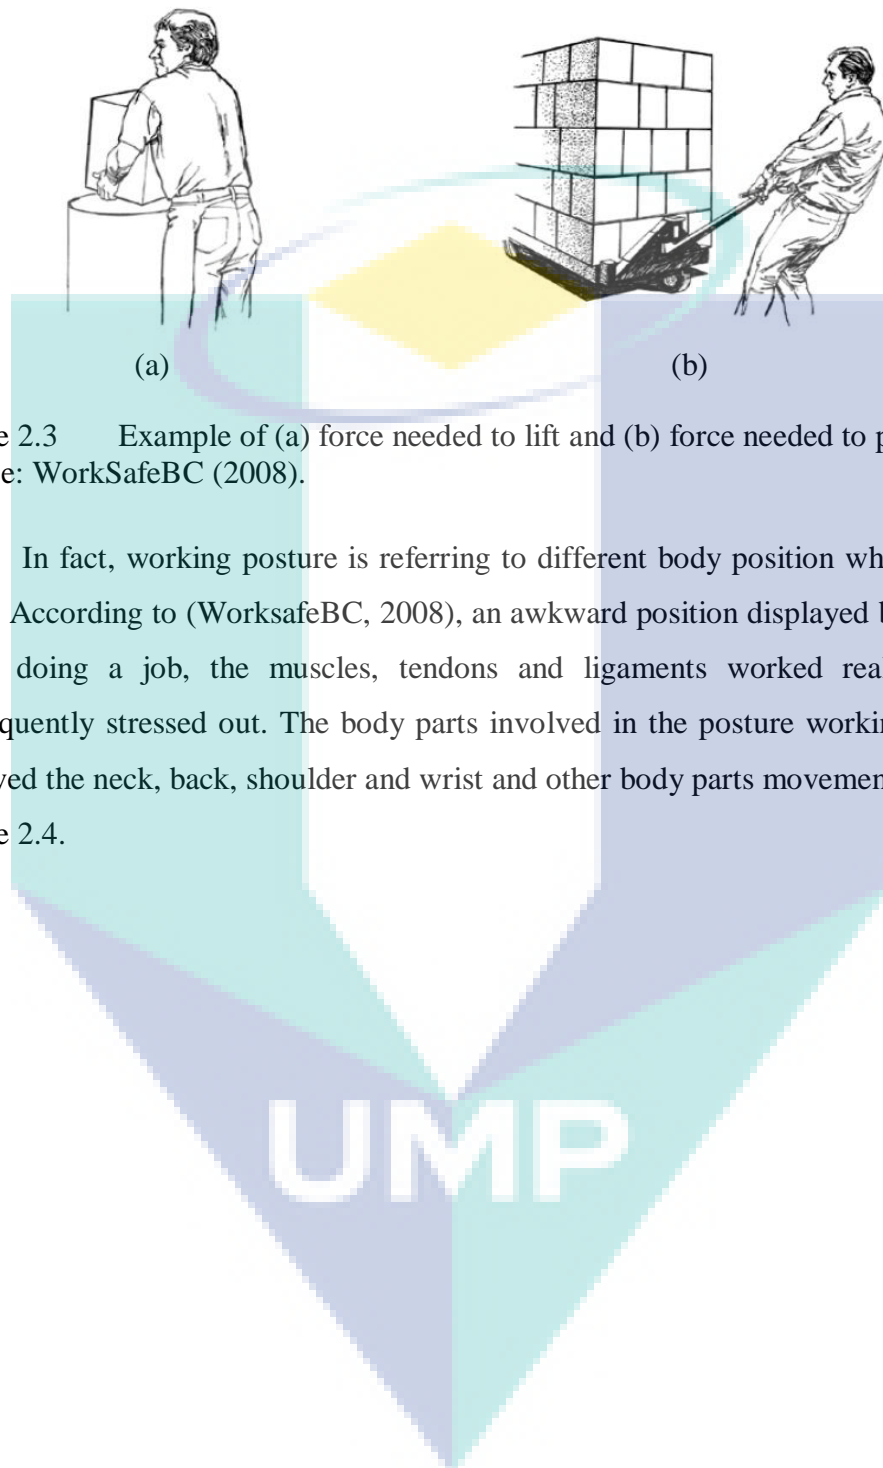 (a) (b)
e 2.3 Example of (a) force needed to lift and (b) force needed to p
e: WorkSafeBC (2008).
In fact, working posture is referring to different body position wh
According to (WorksafeBC, 2008), an awkward position displayed b
doing a job, the muscles, tendons and ligaments worked real
quently stressed out. The body parts involved in the posture workin
ved the neck, back, shoulder and wrist and other body parts movemen
e 2.4.
UMP